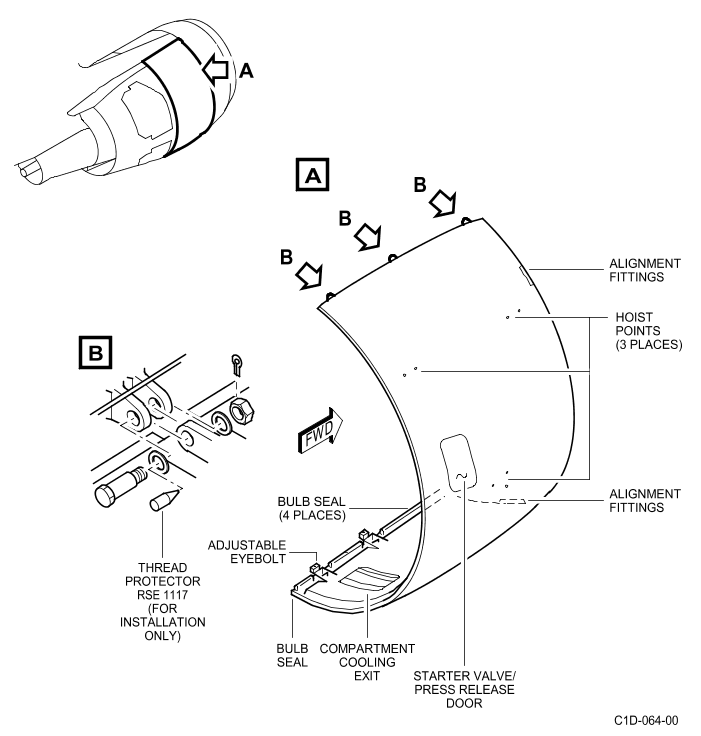 A
A
B
B
B
ALIGNMENT
FITTINGS
HOIST
POINTS
(3 PLACES)
B
FWD
BULB SEAL
(4 PLACES)
ALIGNMENT
FITTINGS
ADJUSTABLE
EYEBOLT
THREAD
PROTECTOR
RSE 1117
(FOR
INSTALLATION
ONLY)
BULB
SEAL
COMPARTMENT
COOLING
EXIT
STARTER VALVE/
PRESS RELEASE
DOOR
C1D-064-00